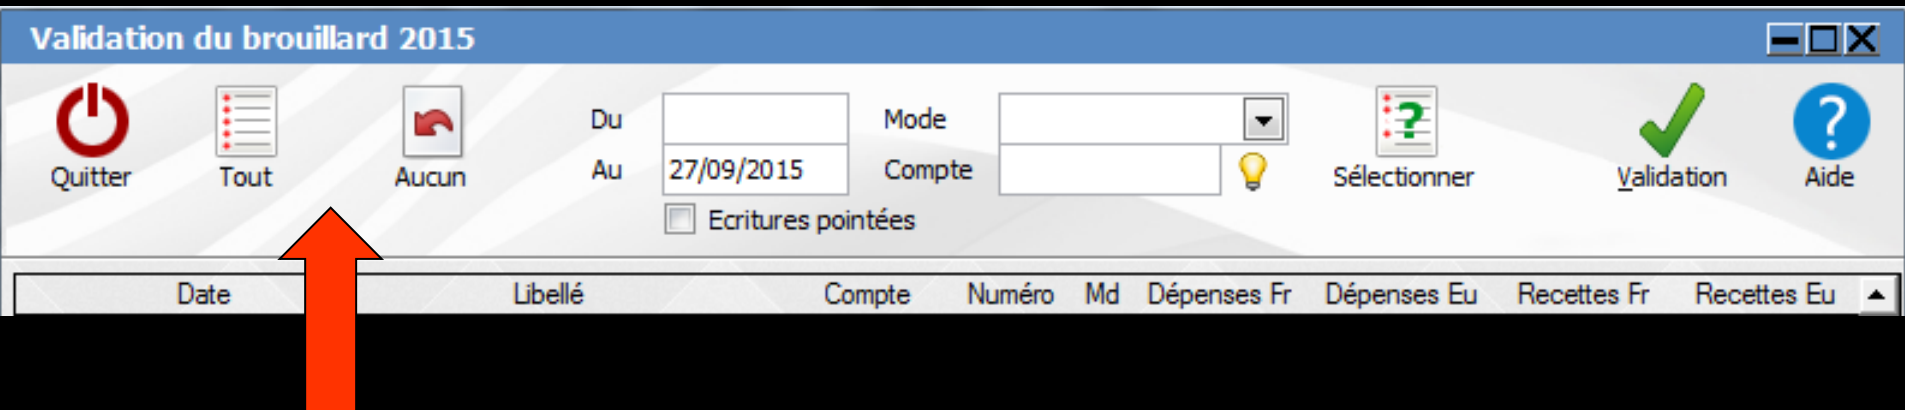 Validation du brouillard 2015
Quitter
Tout
Aucun
Du
Au 27/09/2015
Ecritures pointées
Mode
Compte
Sélectionner
Validation
Aide
Date Libellé Compte Numéro Md Dépenses Fr Dépenses Eu Recettes Fr Recettes Eu